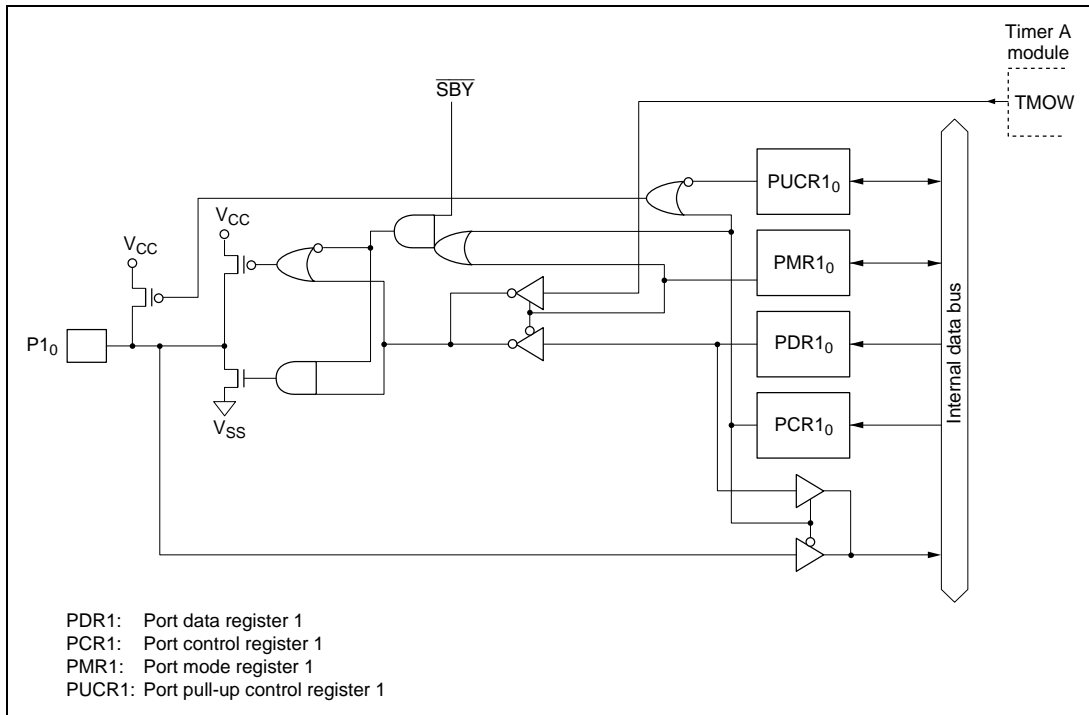 Timer A
module
SBY
TMOW
PUCR1₀
V_CC
V_CC
PMR1₀
P1₀
PDR1₀
V_SS
PCR1₀
Internal data bus
PDR1: Port data register 1
PCR1: Port control register 1
PMR1: Port mode register 1
PUCR1: Port pull-up control register 1